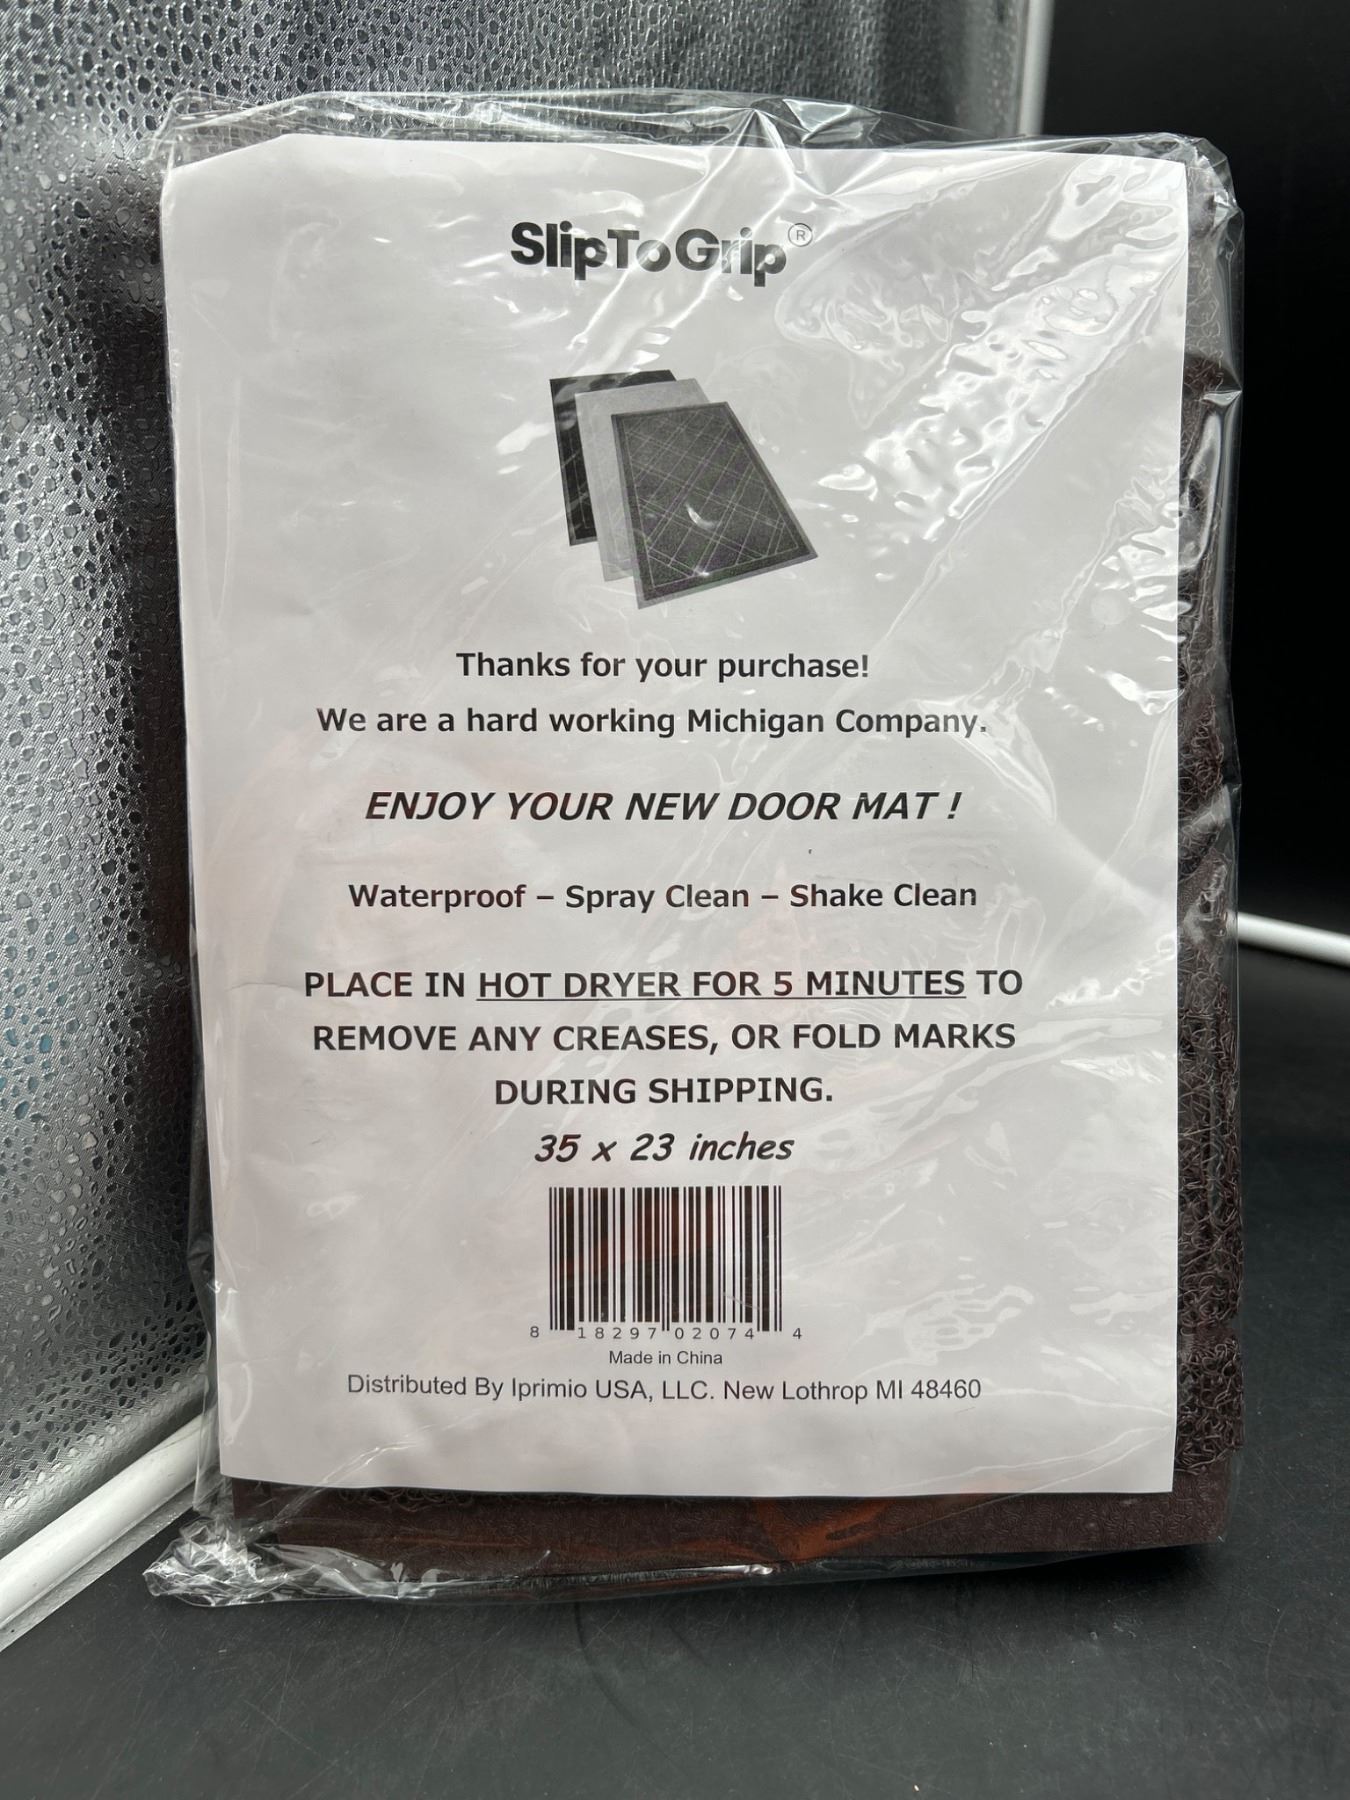 SlipToGrip®
Thanks for your purchase!
We are a hard working Michigan Company.
ENJOY YOUR NEW DOOR MAT !
Waterproof – Spray Clean – Shake Clean
PLACE IN HOT DRYER FOR 5 MINUTES TO
REMOVE ANY CREASES, OR FOLD MARKS
DURING SHIPPING.
35 x 23 inches
8 18297 02074 4
Made in China
Distributed By Iprimio USA, LLC. New Lothrop MI 48460